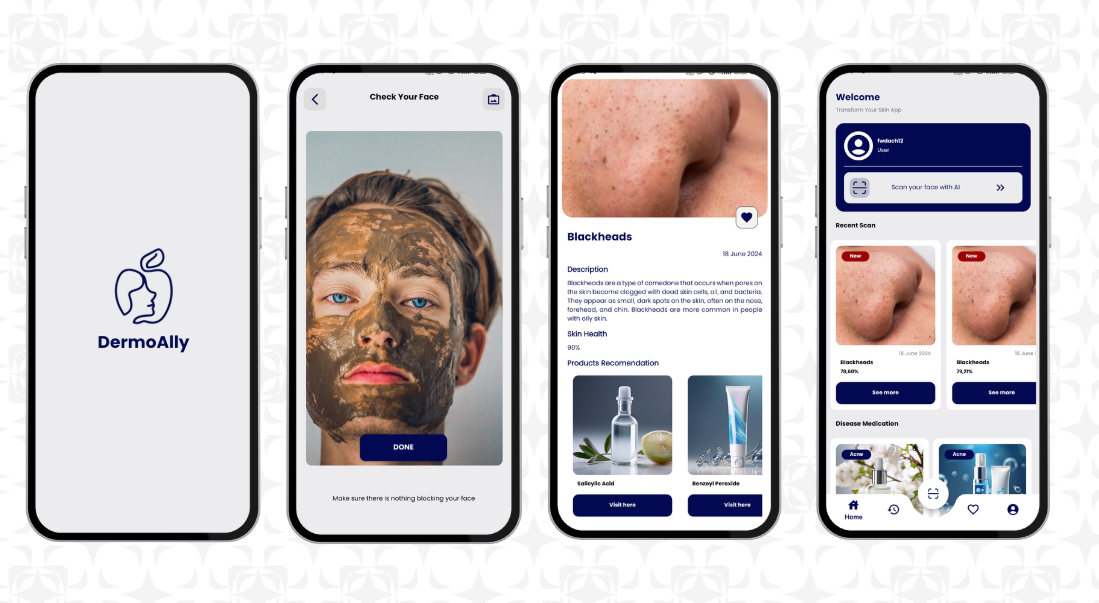 DermoAlly
Check Your Face
DONE
Make sure there is nothing blocking your face
Blackheads
18 June 2024
Description
Blackheads are a type of comedone that occurs when pores on
the skin become clogged with dead skin cells, oil, and bacteria.
They appear as small, dark spots on the skin, often on the nose,
forehead, and chin. Blackheads are more common in people
with oily skin.
Skin Health
90%
Products Recomendation
Salicylic Acid
Benzoyl Peroxide
Visit here
Visit here
Welcome
Transform Your Skin App
fwdach12
User
Scan your face with AI
Recent Scan
New
New
18 June 2024
18 June
Blackheads
Blackheads
79,60%
See more
See more
Disease Medication
Acne
Acne
Home